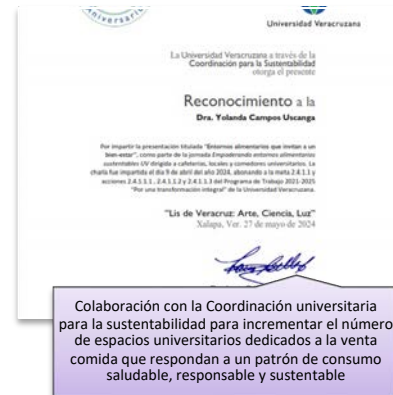 Aniversario
Universidad Veracruzana
La Universidad Veracruzana a través de la
Coordinación para la Sustentabilidad
otorga el presente
Reconocimiento a la
Dra. Yolanda Campos Uscanga
Por impartir la presentación titulada "Entornos alimentarios que invitan a un
bien-estar", como parte de la jornada Empoderando entornos alimentarios
sustentables UV dirigida a cafeterías, locales y comedores universitarios. La
charla fue impartida el día 9 de abril del año 2024, abonando a la meta 2.4.1.1 y
acciones 2.4.1.1.1 , 2.4.1.1.2 y 2.4.1.1.3 del Programa de Trabajo 2021-2025
"Por una transformación integral" de la Universidad Veracruzana.
"Lis de Veracruz: Arte, Ciencia, Luz"
Xalapa, Ver. 27 de mayo de 2024
Colaboración con la Coordinación universitaria
para la sustentabilidad para incrementar el número
de espacios universitarios dedicados a la venta
comida que respondan a un patrón de consumo
saludable, responsable y sustentable